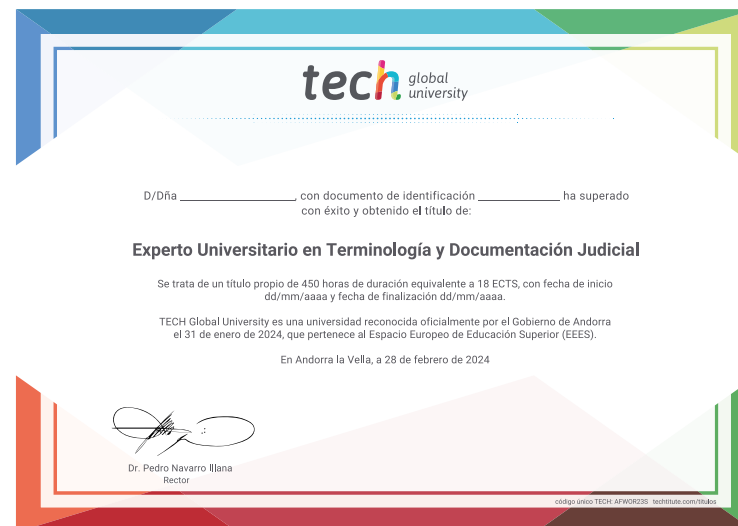 tech global university
D/Dña ______________, con documento de identificación ____________ ha superado
con éxito y obtenido el título de:
Experto Universitario en Terminología y Documentación Judicial
Se trata de un título propio de 450 horas de duración equivalente a 18 ECTS, con fecha de inicio
dd/mm/aaaa y fecha de finalización dd/mm/aaaa.
TECH Global University es una universidad reconocida oficialmente por el Gobierno de Andorra
el 31 de enero de 2024, que pertenece al Espacio Europeo de Educación Superior (EEES).
En Andorra la Vella, a 28 de febrero de 2024
Dr. Pedro Navarro Illana
Rector
código único TECH: AFWOR23S techtitute.com/titulos